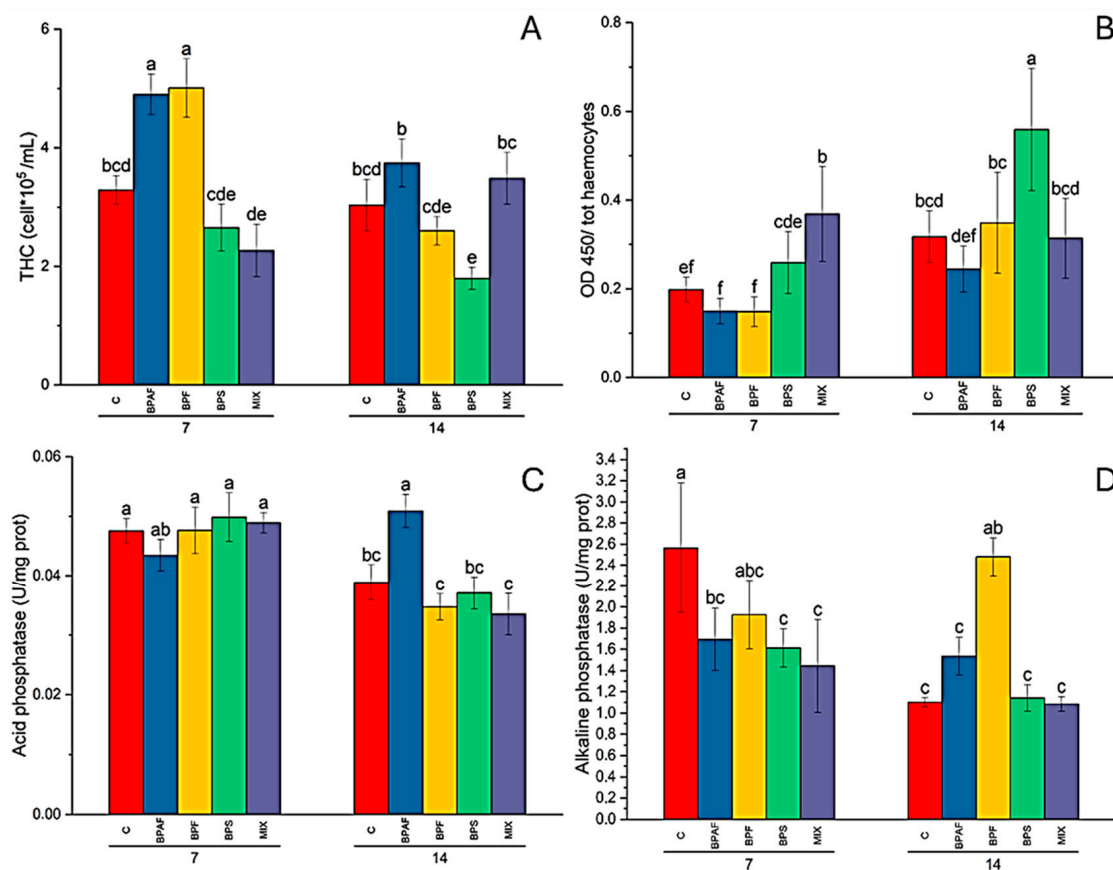 A
THC (cell*10⁵/mL)
6
4
2
0
bcd a a cde de
bcd b cde e bc
C BPAF BPF BPS MIX
C BPAF BPF BPS MIX
7 14
B
OD 450/ tot haemocytes
0.8
0.6
0.4
0.2
0.0
ef f f cde b
bcd def bc a bcd
C BPAF BPF BPS MIX
C BPAF BPF BPS MIX
7 14
C
Acid phosphatase (U/mg prot)
0.06
0.04
0.02
0.00
a ab a a a
bc a c bc c
C BPAF BPF BPS MIX
C BPAF BPF BPS MIX
7 14
D
Alkaline phosphatase (U/mg prot)
3.4
3.2
3.0
2.8
2.6
2.4
2.2
2.0
1.8
1.6
1.4
1.2
1.0
0.8
0.6
0.4
0.2
0.0
a bc abc c c
c c ab c c
C BPAF BPF BPS MIX
C BPAF BPF BPS MIX
7 14